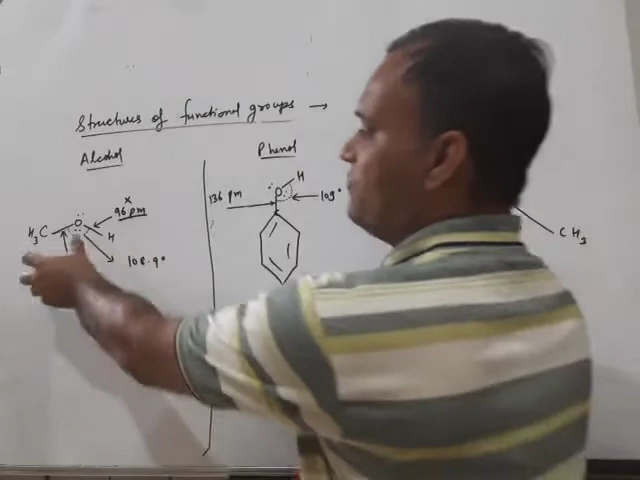 Structures of functional groups →
Alcohol
Phenol
x
96 pm
H3C
O
H
108.9°
136 pm
O
H
109°
CH3